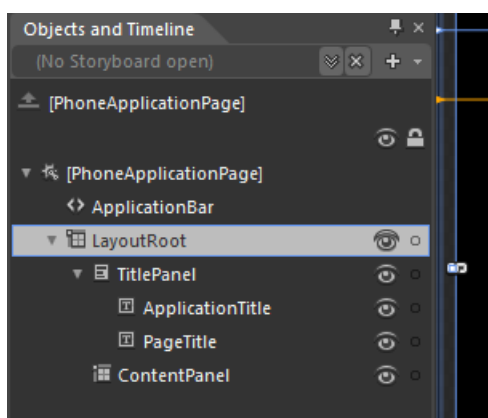 Objects and Timeline
(No Storyboard open)
[PhoneApplicationPage]
[PhoneApplicationPage]
ApplicationBar
LayoutRoot
TitlePanel
ApplicationTitle
PageTitle
ContentPanel